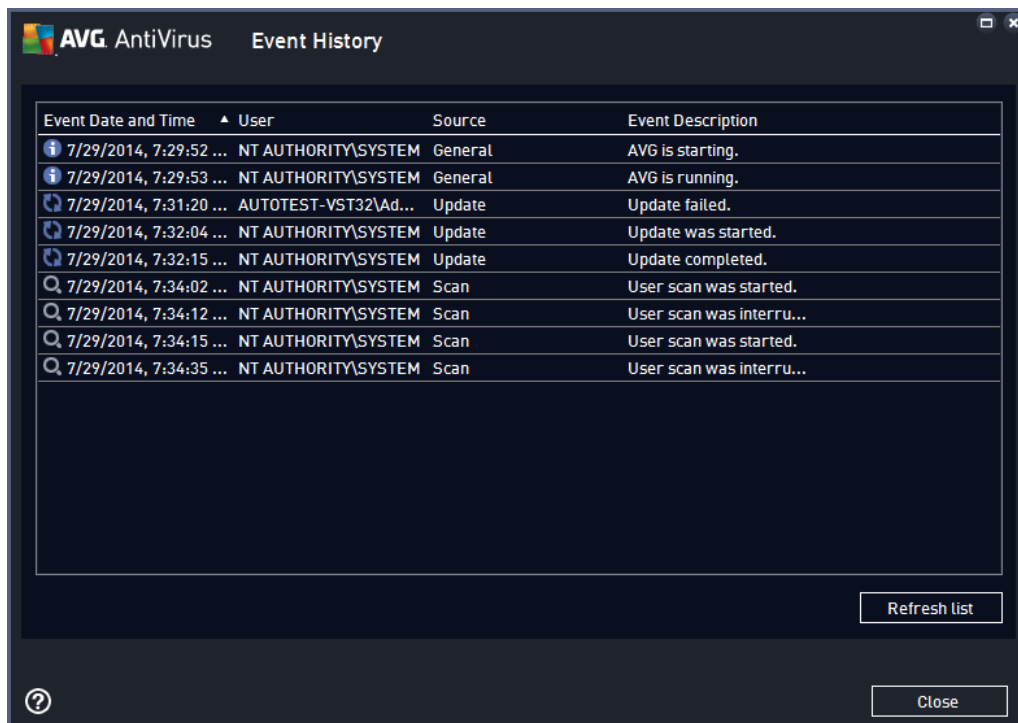 AVG AntiVirus Event History
Event Date and Time User Source Event Description
7/29/2014, 7:29:52 ... NT AUTHORITY\SYSTEM General AVG is starting.
7/29/2014, 7:29:53 ... NT AUTHORITY\SYSTEM General AVG is running.
7/29/2014, 7:31:20 ... AUTOTEST-VST32\Ad... Update Update failed.
7/29/2014, 7:32:04 ... NT AUTHORITY\SYSTEM Update Update was started.
7/29/2014, 7:32:15 ... NT AUTHORITY\SYSTEM Update Update completed.
7/29/2014, 7:34:02 ... NT AUTHORITY\SYSTEM Scan User scan was started.
7/29/2014, 7:34:12 ... NT AUTHORITY\SYSTEM Scan User scan was interru...
7/29/2014, 7:34:15 ... NT AUTHORITY\SYSTEM Scan User scan was started.
7/29/2014, 7:34:35 ... NT AUTHORITY\SYSTEM Scan User scan was interru...
Refresh list
Close